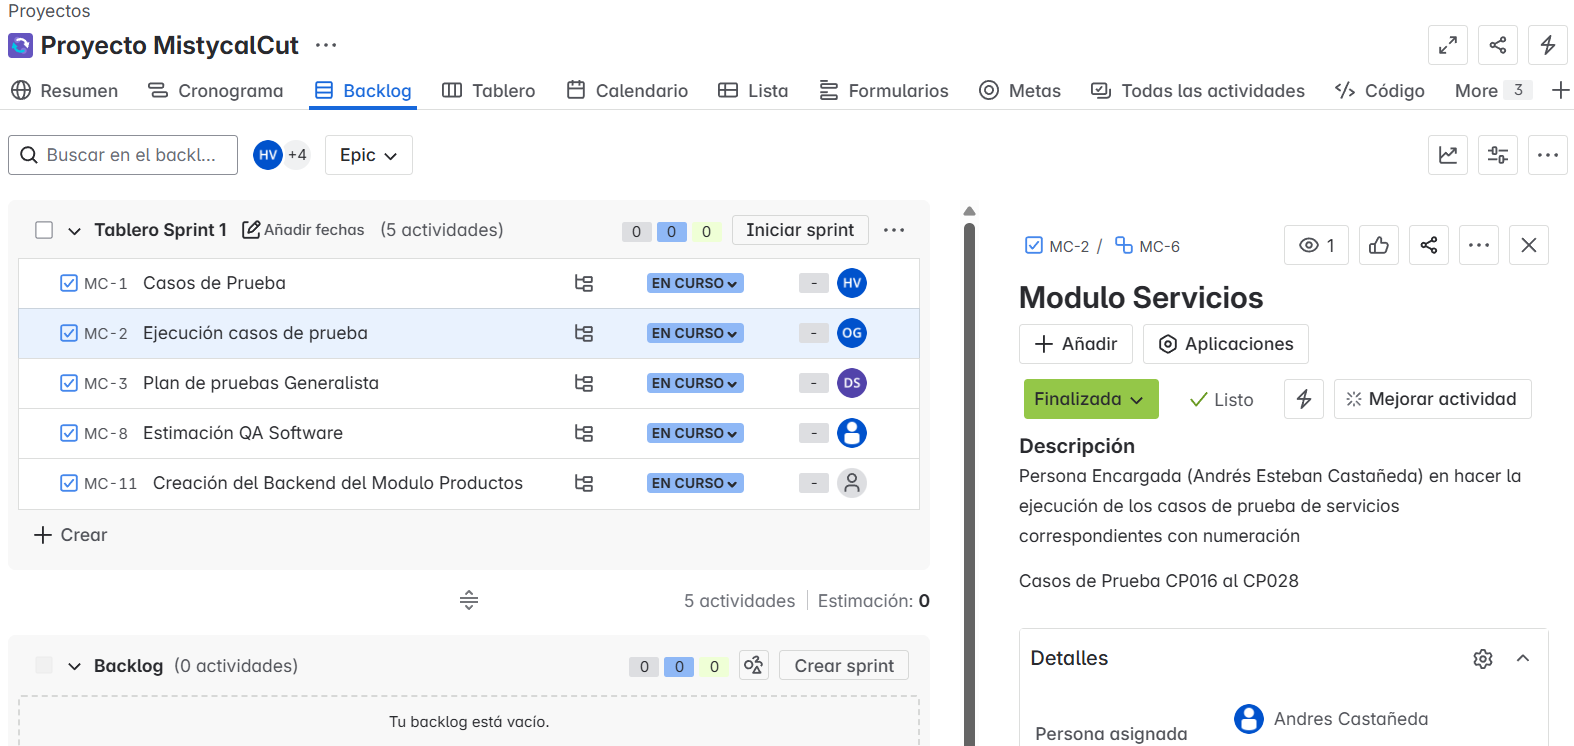 Proyectos
Proyecto MistycalCut
Resumen Cronograma Backlog Tablero Calendario Lista Formularios Metas Todas las actividades Código More 3
Buscar en el backl... HV +4 Epic
Tablero Sprint 1 Añadir fechas (5 actividades) 0 0 0 Iniciar sprint
MC-1 Casos de Prueba EN CURSO - HV
MC-2 Ejecución casos de prueba EN CURSO - OG
MC-3 Plan de pruebas Generalista EN CURSO - DS
MC-8 Estimación QA Software EN CURSO -
MC-11 Creación del Backend del Modulo Productos EN CURSO -
Crear
5 actividades Estimación: 0
Backlog (0 actividades) 0 0 0 Crear sprint
Tu backlog está vacío.
MC-2 / MC-6 1
Modulo Servicios
Añadir Aplicaciones
Finalizada Listo Mejorar actividad
Descripción
Persona Encargada (Andrés Esteban Castañeda) en hacer la
ejecución de los casos de prueba de servicios
correspondientes con numeración
Casos de Prueba CP016 al CP028
Detalles
Persona asignada Andres Castañeda